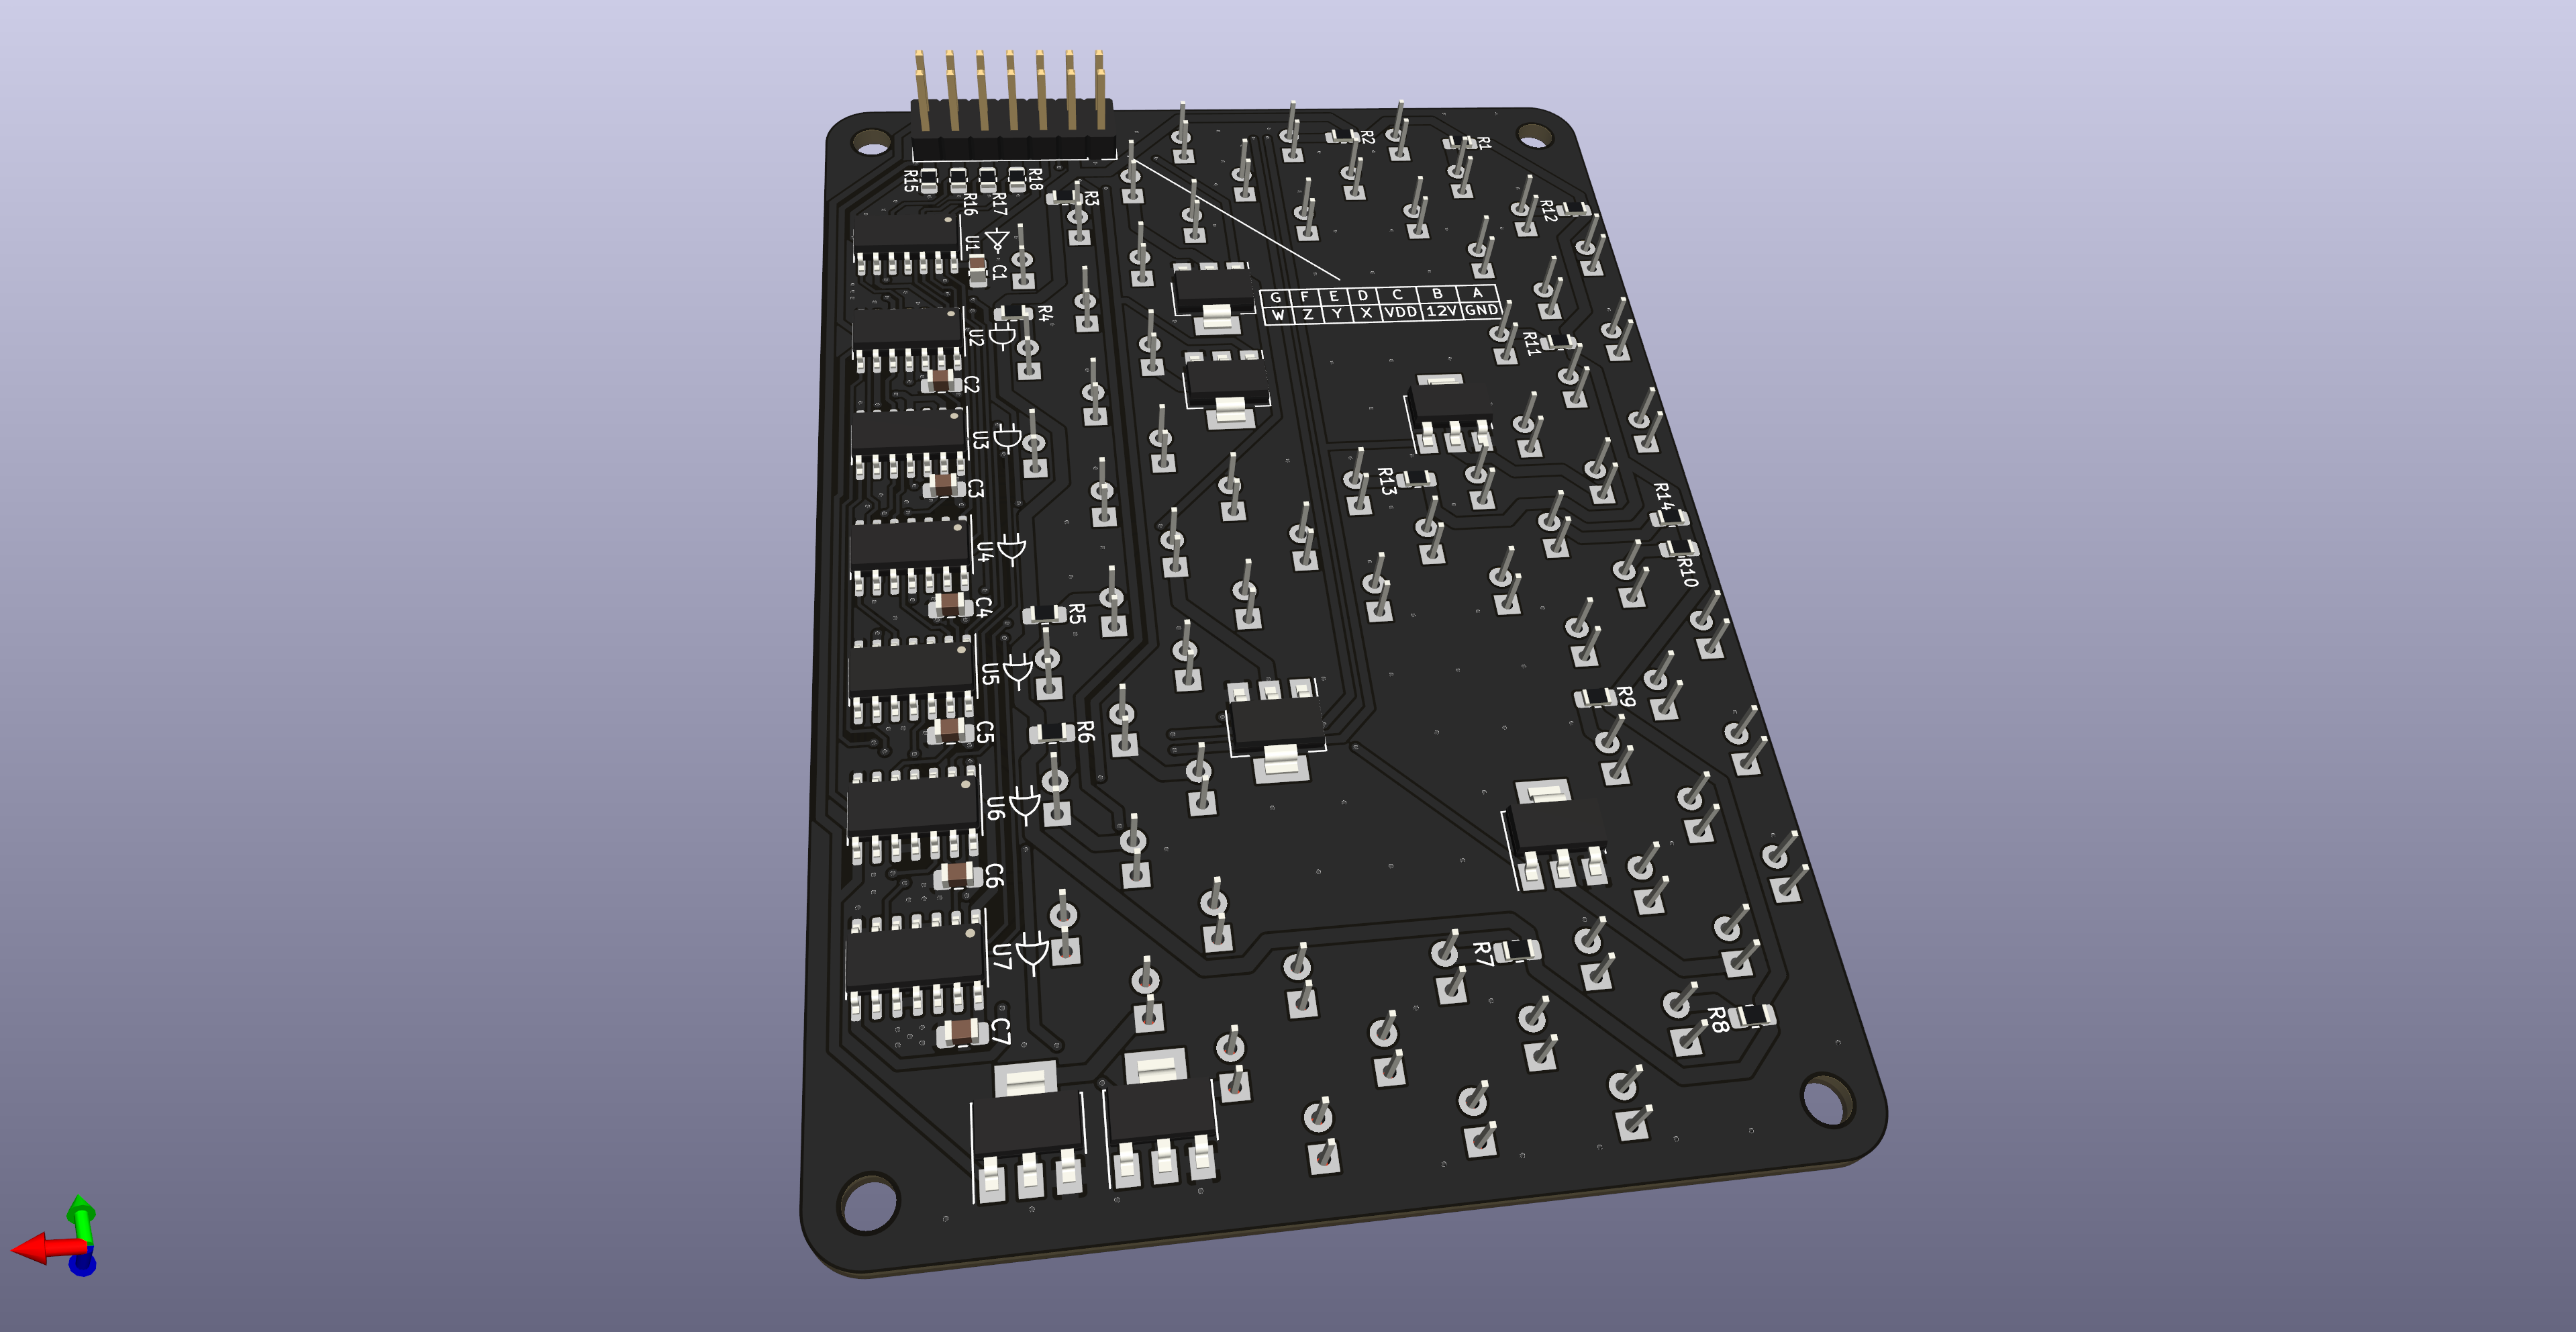 R2
R1
R15
R18
R16
R17
R3
R12
U1
C1
G F E D C B A
W Z Y X VDD 12V GND
R4
U2
R11
C2
U3
R13
C3
R14
U4
R10
C4
R5
U5
R9
C5
R6
U6
C6
U7
R7
R8
C7